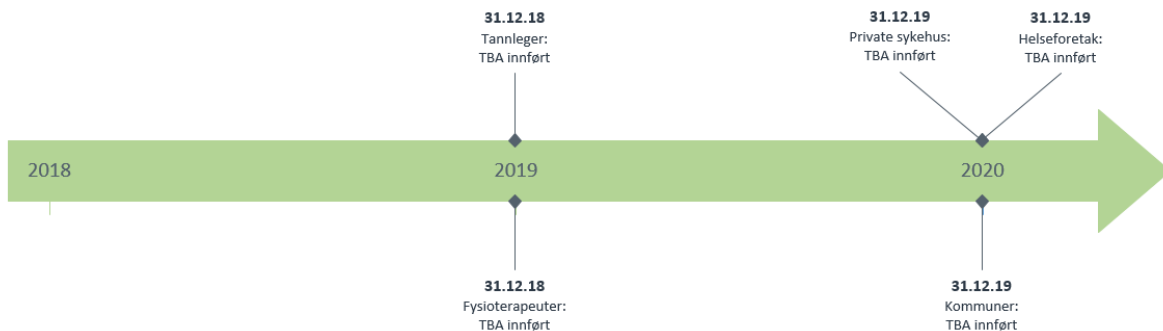 31.12.18
Tannleger:
TBA innført
31.12.19
Private sykehus:
TBA innført
31.12.19
Helseforetak:
TBA innført
2018
2019
2020
31.12.18
Fysioterapeuter:
TBA innført
31.12.19
Kommuner:
TBA innført